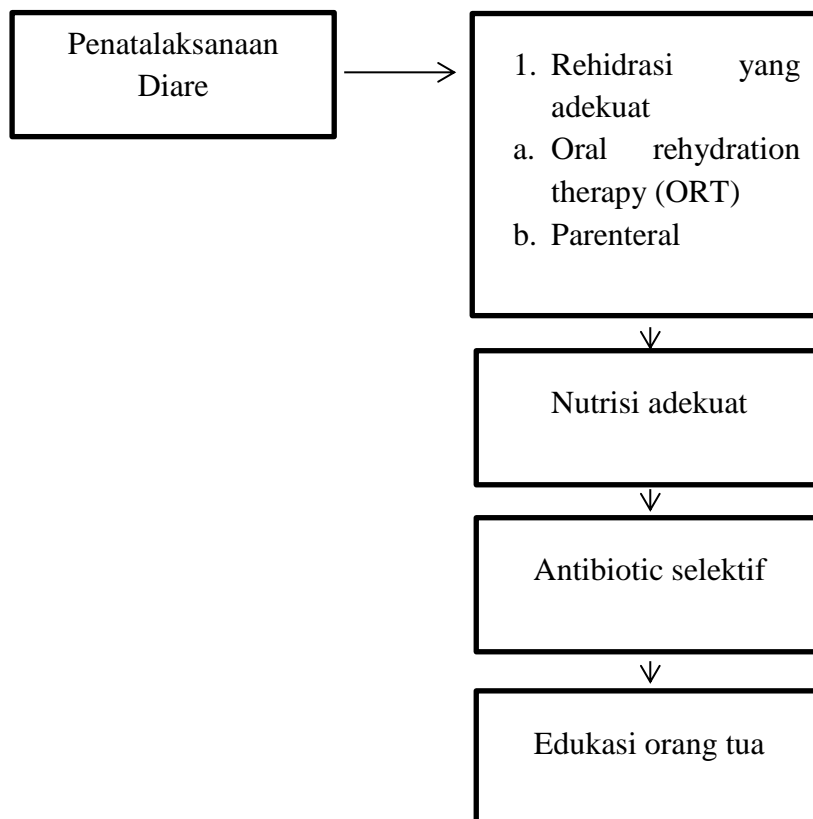 Penatalaksanaan
Diare
1. Rehidrasi yang
adekuat
a. Oral rehydration
therapy (ORT)
b. Parenteral
Nutrisi adekuat
Antibiotic selektif
Edukasi orang tua